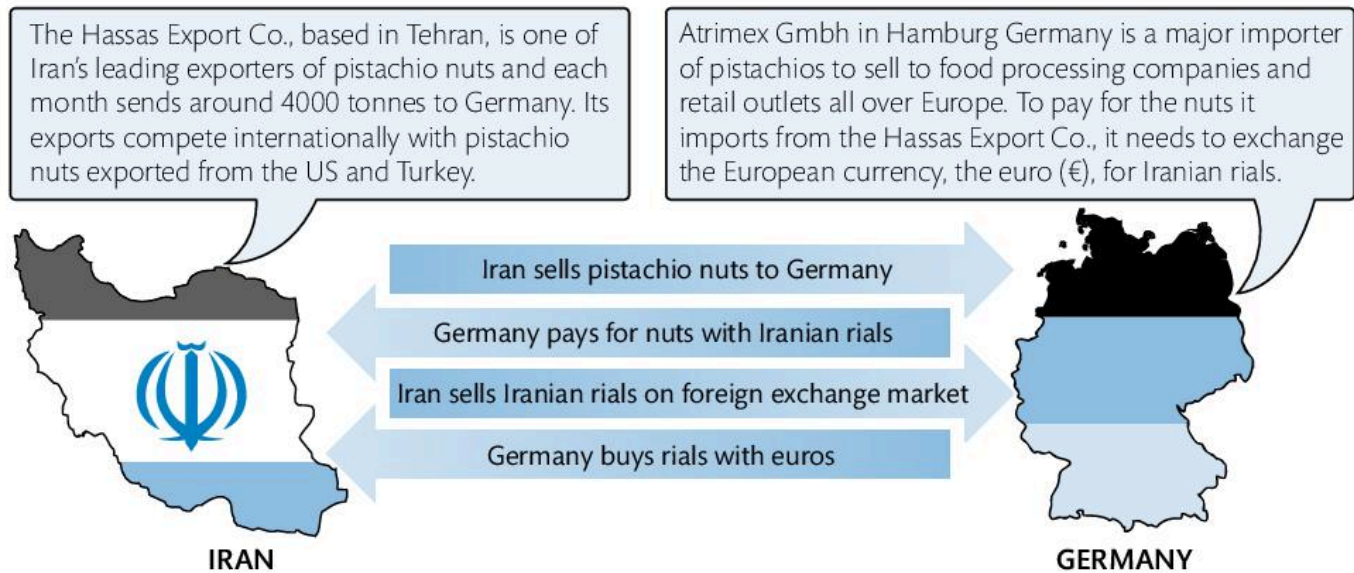 The Hassas Export Co., based in Tehran, is one of
Iran's leading exporters of pistachio nuts and each
month sends around 4000 tonnes to Germany. Its
exports compete internationally with pistachio
nuts exported from the US and Turkey.
Atrimex Gmbh in Hamburg Germany is a major importer
of pistachios to sell to food processing companies and
retail outlets all over Europe. To pay for the nuts it
imports from the Hassas Export Co., it needs to exchange
the European currency, the euro (€), for Iranian rials.
Iran sells pistachio nuts to Germany
Germany pays for nuts with Iranian rials
Iran sells Iranian rials on foreign exchange market
Germany buys rials with euros
IRAN
GERMANY